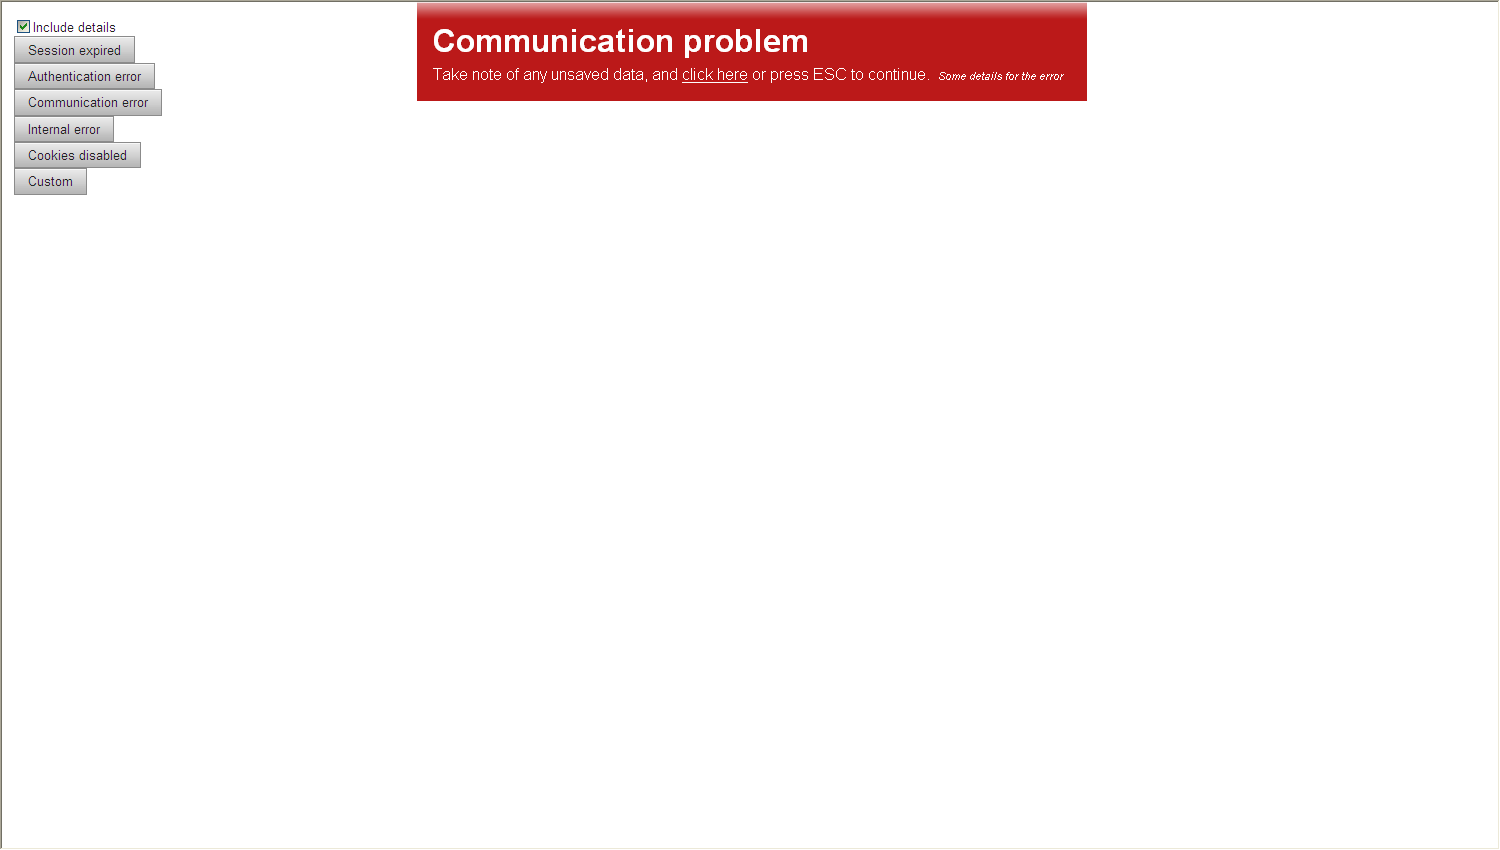 Include details
Session expired
Authentication error
Communication error
Internal error
Cookies disabled
Custom
Communication problem
Take note of any unsaved data, and click here or press ESC to continue. Some details for the error